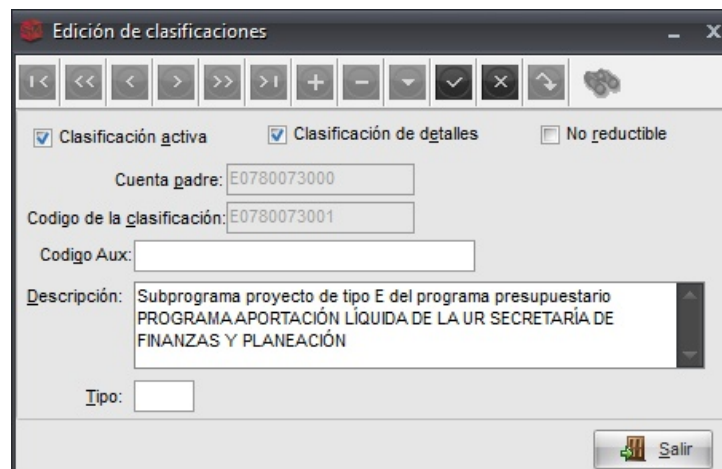 Edición de clasificaciones
Clasificación activa
Clasificación de detalles
No reductible
Cuenta padre: E0780073000
Codigo de la clasificación: E0780073001
Codigo Aux:
Descripción: Subprograma proyecto de tipo E del programa presupuestario
PROGRAMA APORTACIÓN LÍQUIDA DE LA UR SECRETARÍA DE
FINANZAS Y PLANEACIÓN
Tipo:
Salir